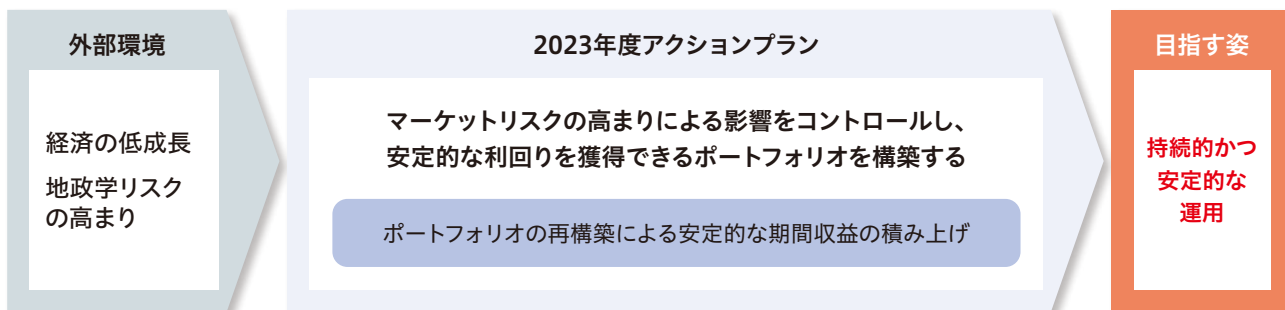 外部環境
経済の低成長
地政学リスク
の高まり
2023年度アクションプラン
マーケットリスクの高まりによる影響をコントロールし、
安定的な利回りを獲得できるポートフォリオを構築する
ポートフォリオの再構築による安定的な期間収益の積み上げ
目指す姿
持続的かつ
安定的な
運用